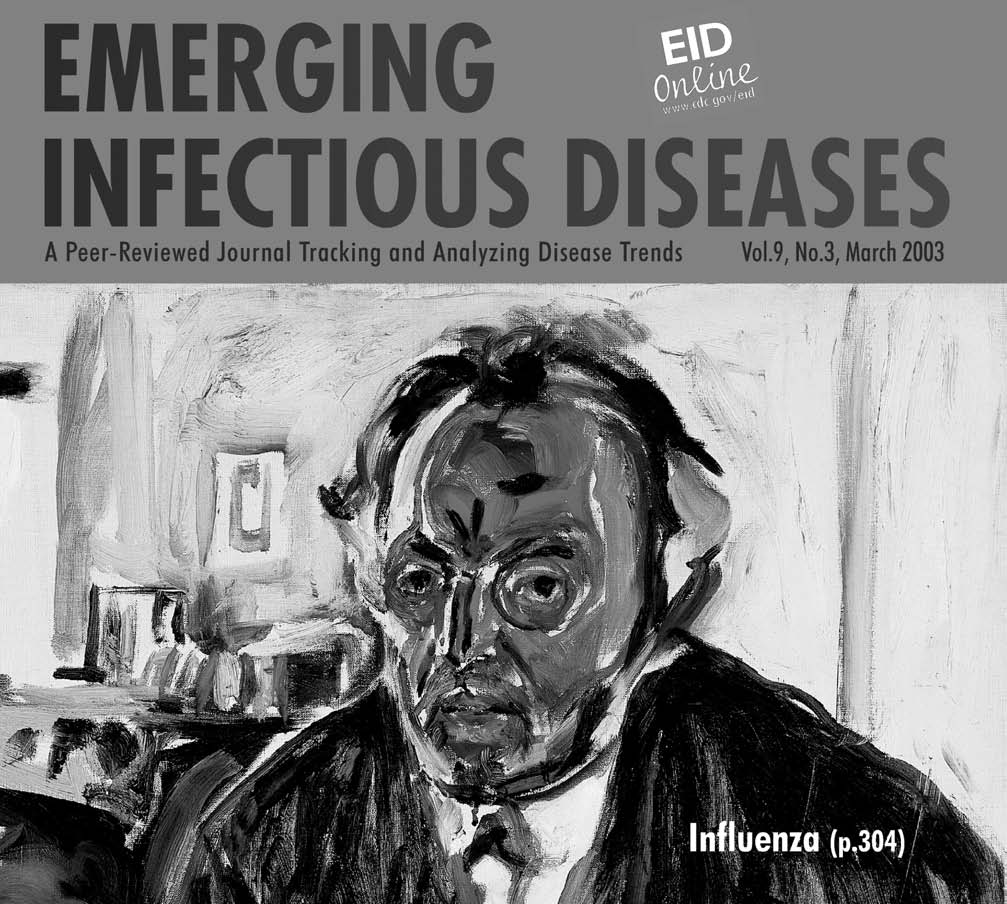 EMERGING
EID
Online
www.cdc.gov/eid
INFECTIOUS DISEASES
A Peer-Reviewed Journal Tracking and Analyzing Disease Trends
Vol.9, No.3, March 2003
Influenza (p.304)